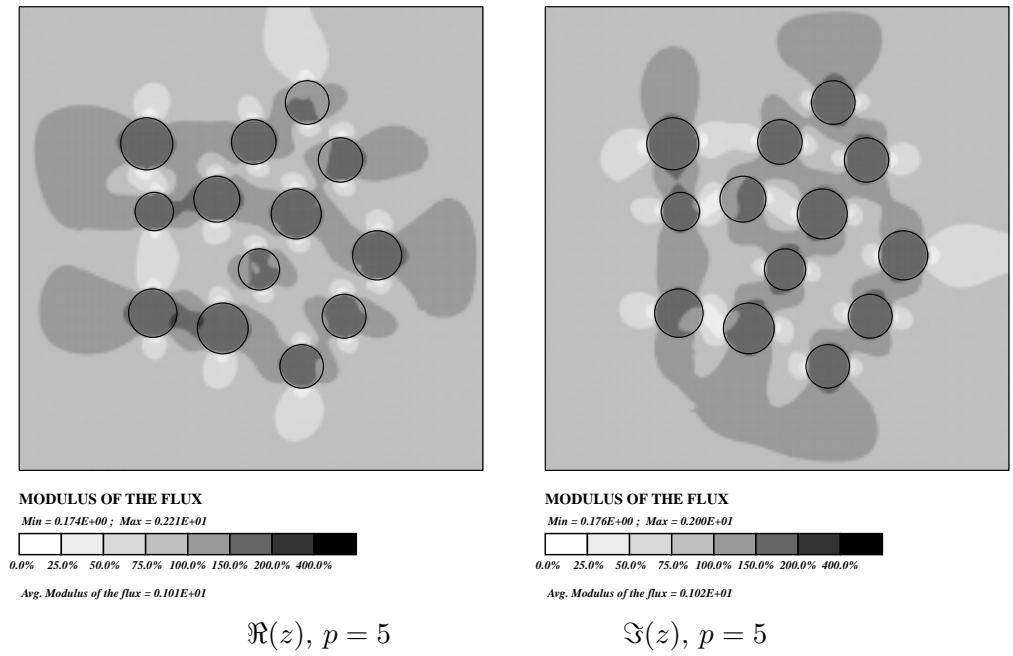 MODULUS OF THE FLUX
Min = 0.174E+00 ; Max = 0.221E+01
0.0% 25.0% 50.0% 75.0% 100.0% 150.0% 200.0% 400.0%
Avg. Modulus of the flux = 0.101E+01
ℜ(z), p = 5
MODULUS OF THE FLUX
Min = 0.176E+00 ; Max = 0.200E+01
0.0% 25.0% 50.0% 75.0% 100.0% 150.0% 200.0% 400.0%
Avg. Modulus of the flux = 0.102E+01
ℑ(z), p = 5